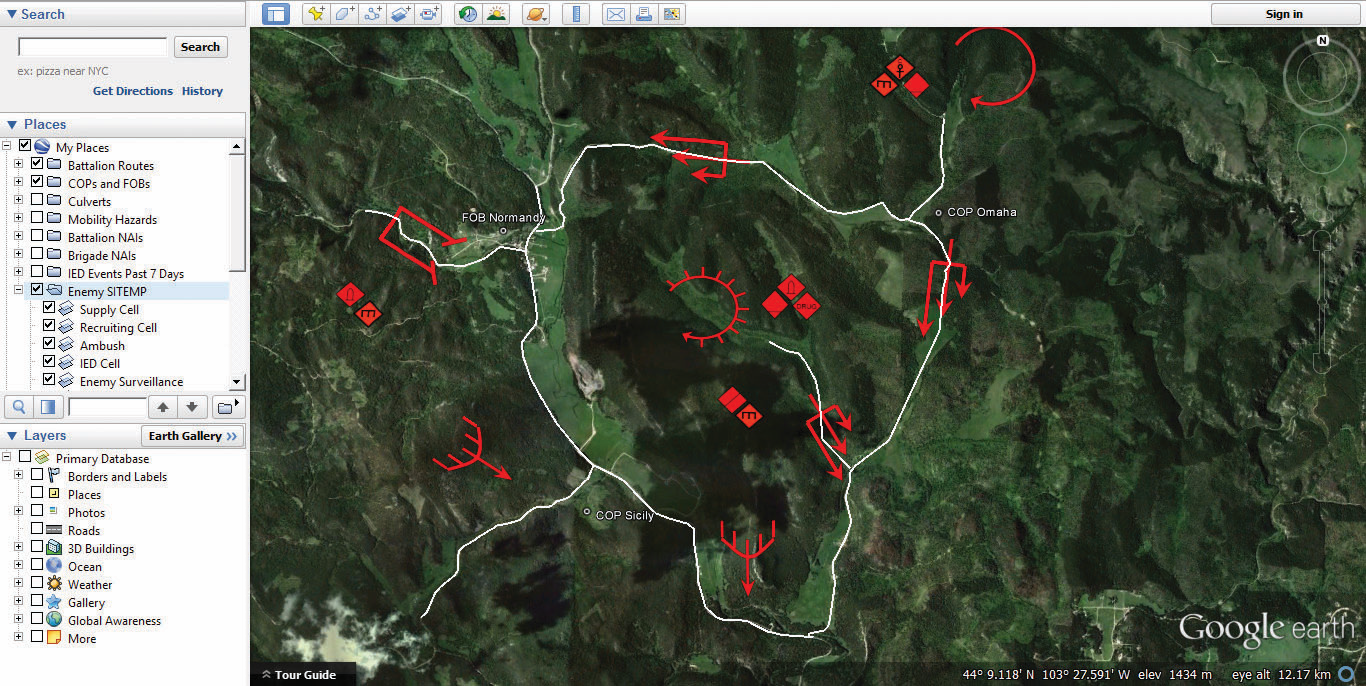 Search
Search
ex: pizza near NYC
Get Directions History
Places
My Places
Battalion Routes
COPs and FOBs
Culverts
Mobility Hazards
Battalion NAIs
Brigade NAIs
IED Events Past 7 Days
Enemy SITEMP
Supply Cell
Recruiting Cell
Ambush
IED Cell
Enemy Surveillance
Layers
Earth Gallery »
Primary Database
Borders and Labels
Places
Photos
Roads
3D Buildings
Ocean
Weather
Gallery
Global Awareness
More
Sign in
N
COP Omaha
FOB Normandy
DRUG
COP Sicily
Google earth
Tour Guide
44° 9.118' N 103° 27.591' W elev 1434 m eye alt 12.17 km